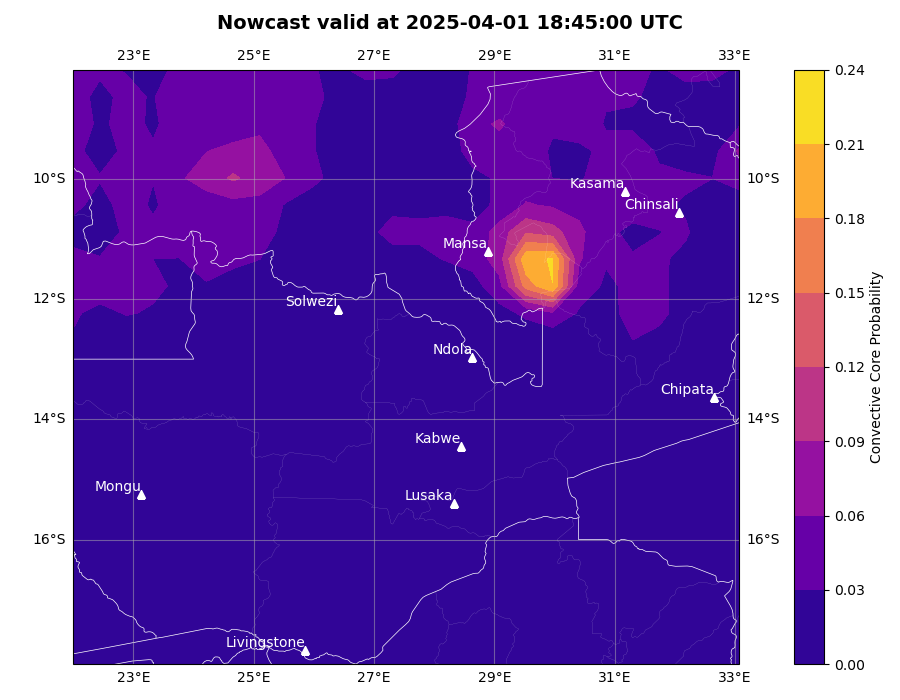 Nowcast valid at 2025-04-01 18:45:00 UTC
23°E 25°E 27°E 29°E 31°E 33°E
0.24
0.21
10°S Kasama 10°S
Chinsali
0.18
Mansa
12°S Solwezi 12°S
0.15
Ndola
0.12
Chipata
14°S 14°S
Kabwe
0.09
Mongu Lusaka
0.06
16°S 16°S
0.03
Livingstone
0.00
23°E 25°E 27°E 29°E 31°E 33°E
Convective Core Probability